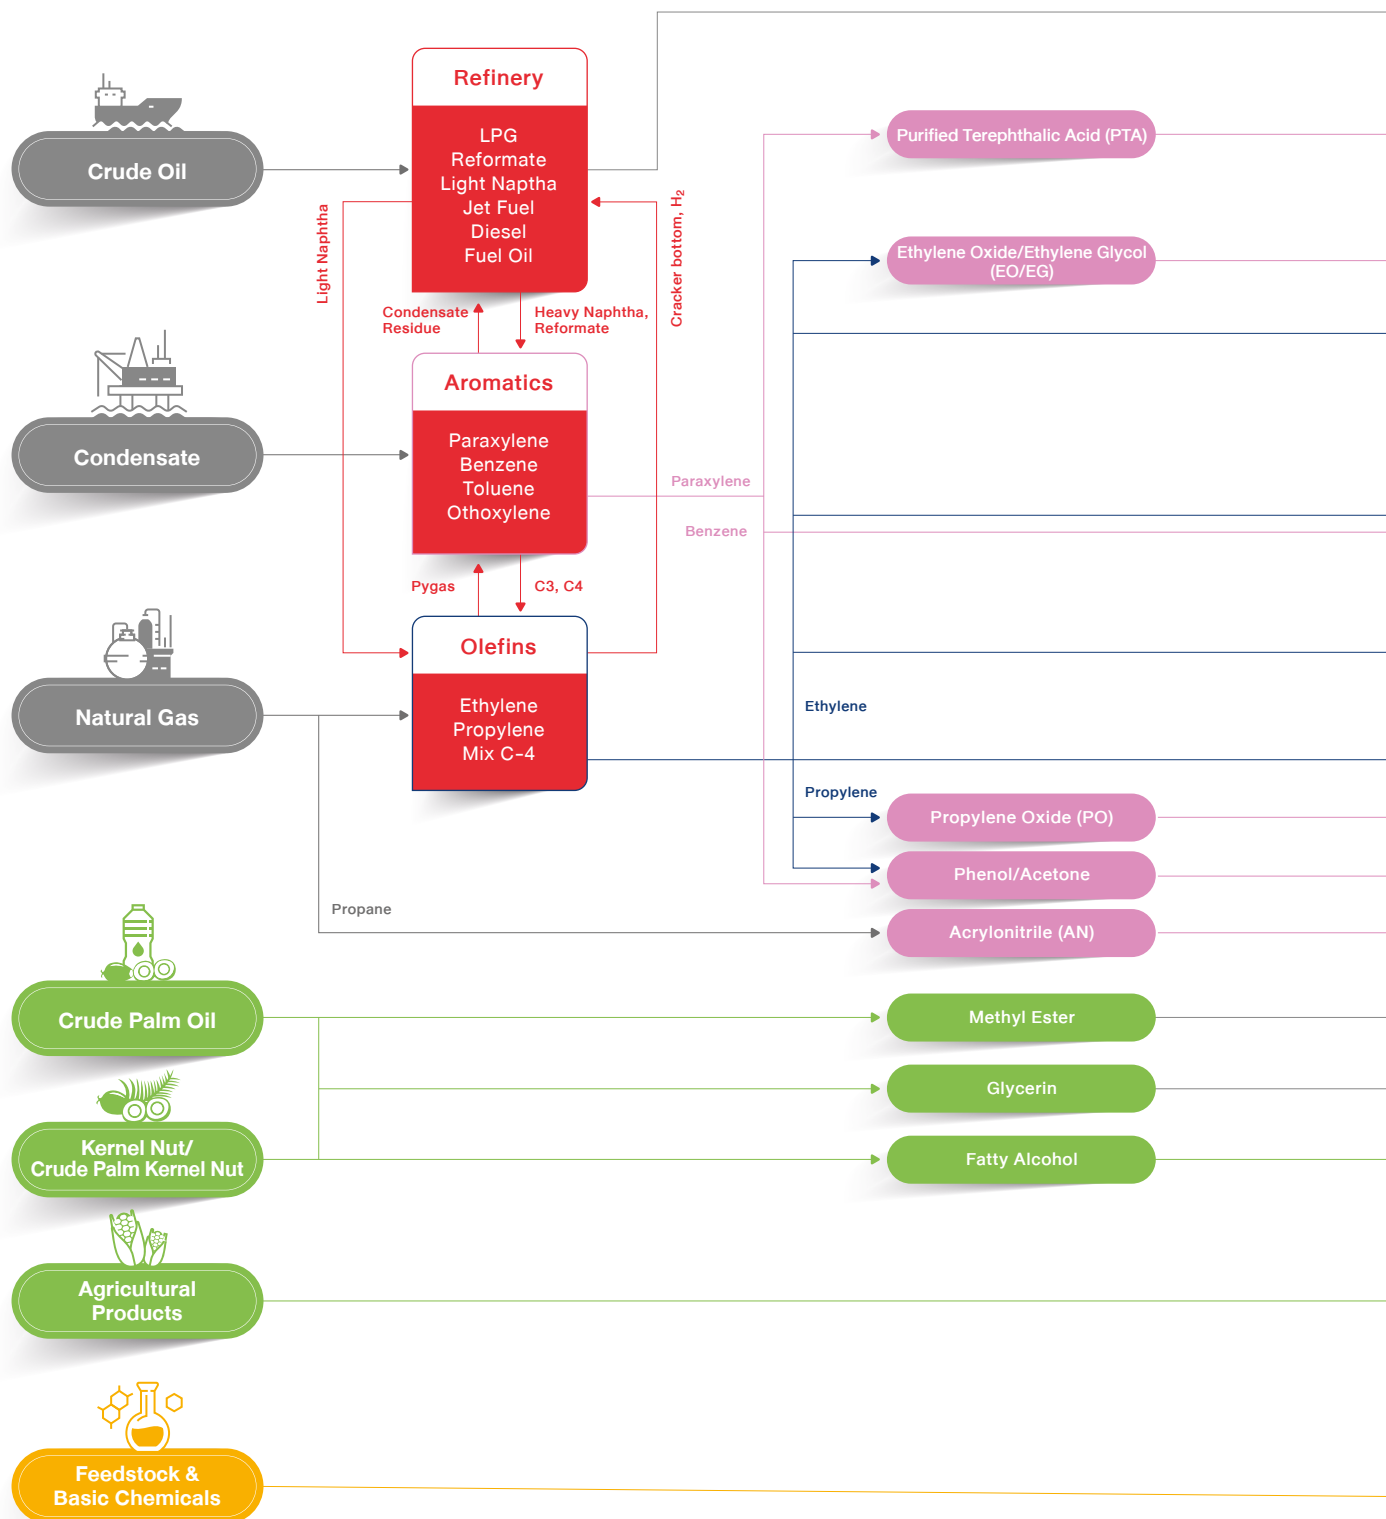 Refinery
LPG
Reformate
Light Naptha
Jet Fuel
Diesel
Fuel Oil
Crude Oil
Light Naphtha
Cracker bottom, H₂
Purified Terephthalic Acid (PTA)
Ethylene Oxide/Ethylene Glycol
(EO/EG)
Condensate
Residue
Heavy Naphtha,
Reformate
Aromatics
Paraxylene
Benzene
Toluene
Othoxylene
Condensate
Paraxylene
Benzene
Pygas
C3, C4
Olefins
Ethylene
Propylene
Mix C-4
Natural Gas
Ethylene
Propylene
Propylene Oxide (PO)
Phenol/Acetone
Propane
Acrylonitrile (AN)
Crude Palm Oil
Methyl Ester
Glycerin
Kernel Nut/
Crude Palm Kernel Nut
Fatty Alcohol
Agricultural
Products
Feedstock &
Basic Chemicals